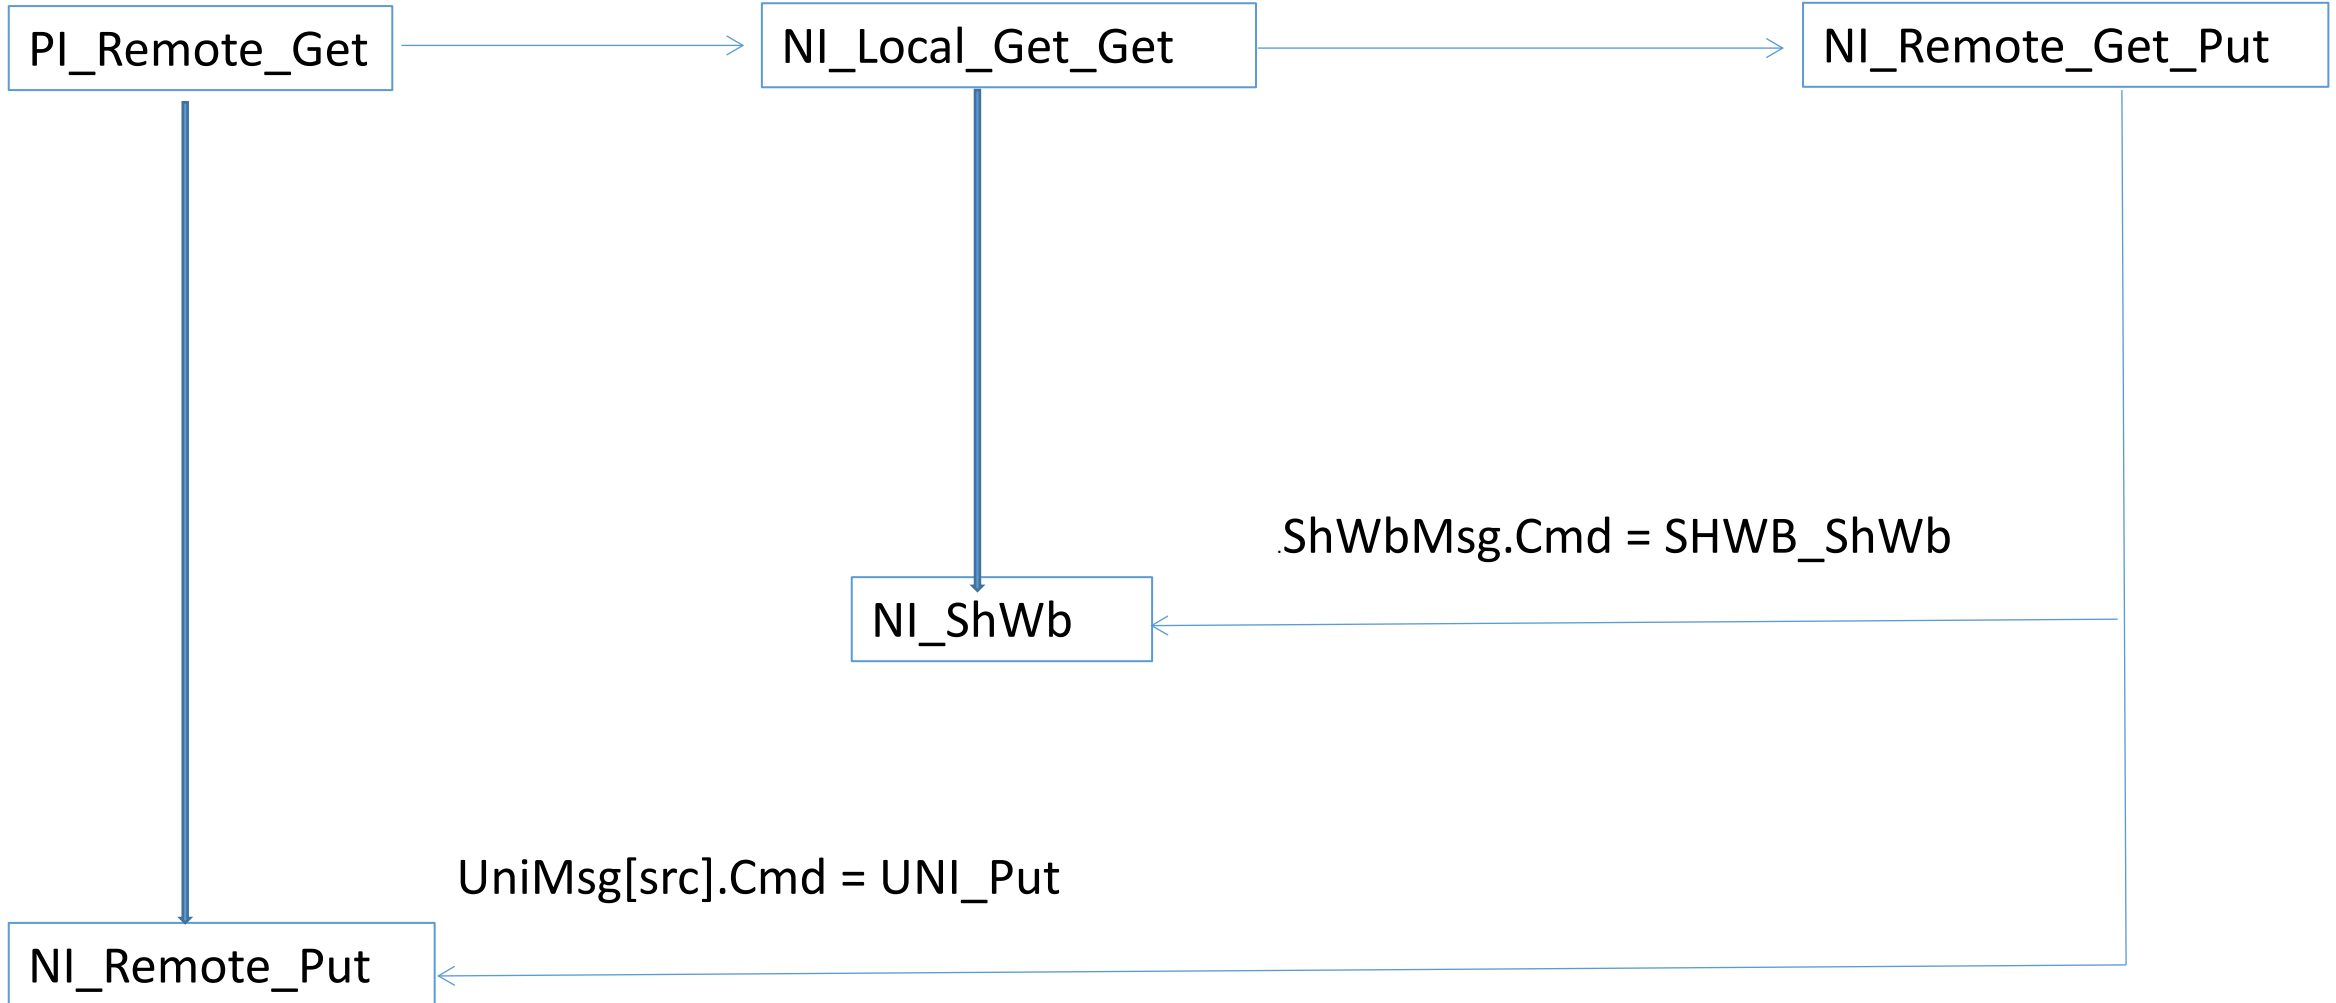 PI_Remote_Get
NI_Local_Get_Get
NI_Remote_Get_Put
.ShWbMsg.Cmd = SHWB_ShWb
NI_ShWb
UniMsg[src].Cmd = UNI_Put
NI_Remote_Put